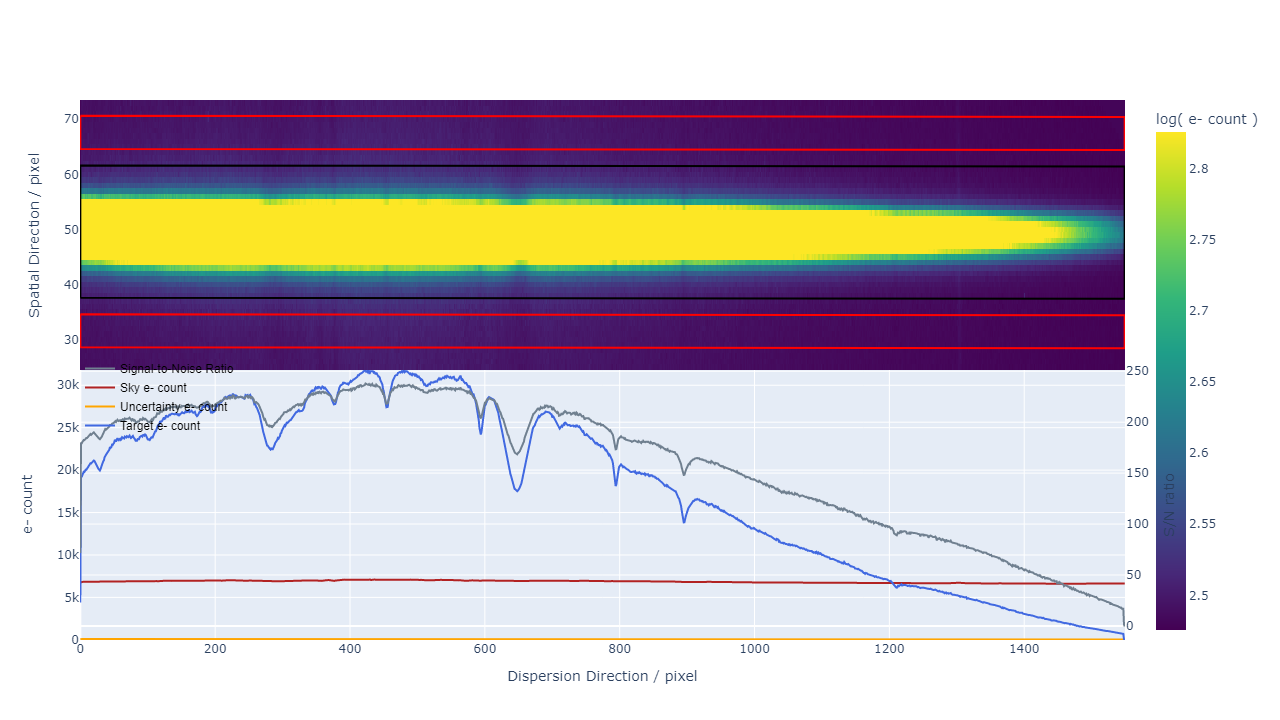 log( e- count )
70
60
50
40
30
Spatial Direction / pixel
2.8
2.75
2.7
2.65
2.6
2.55
2.5
Signal to Noise Ratio
Sky e- count
Uncertainty e- count
Target e- count
30k
25k
20k
15k
10k
5k
0
e- count
250
200
150
100
50
0
S/N ratio
0
200
400
600
800
1000
1200
1400
Dispersion Direction / pixel